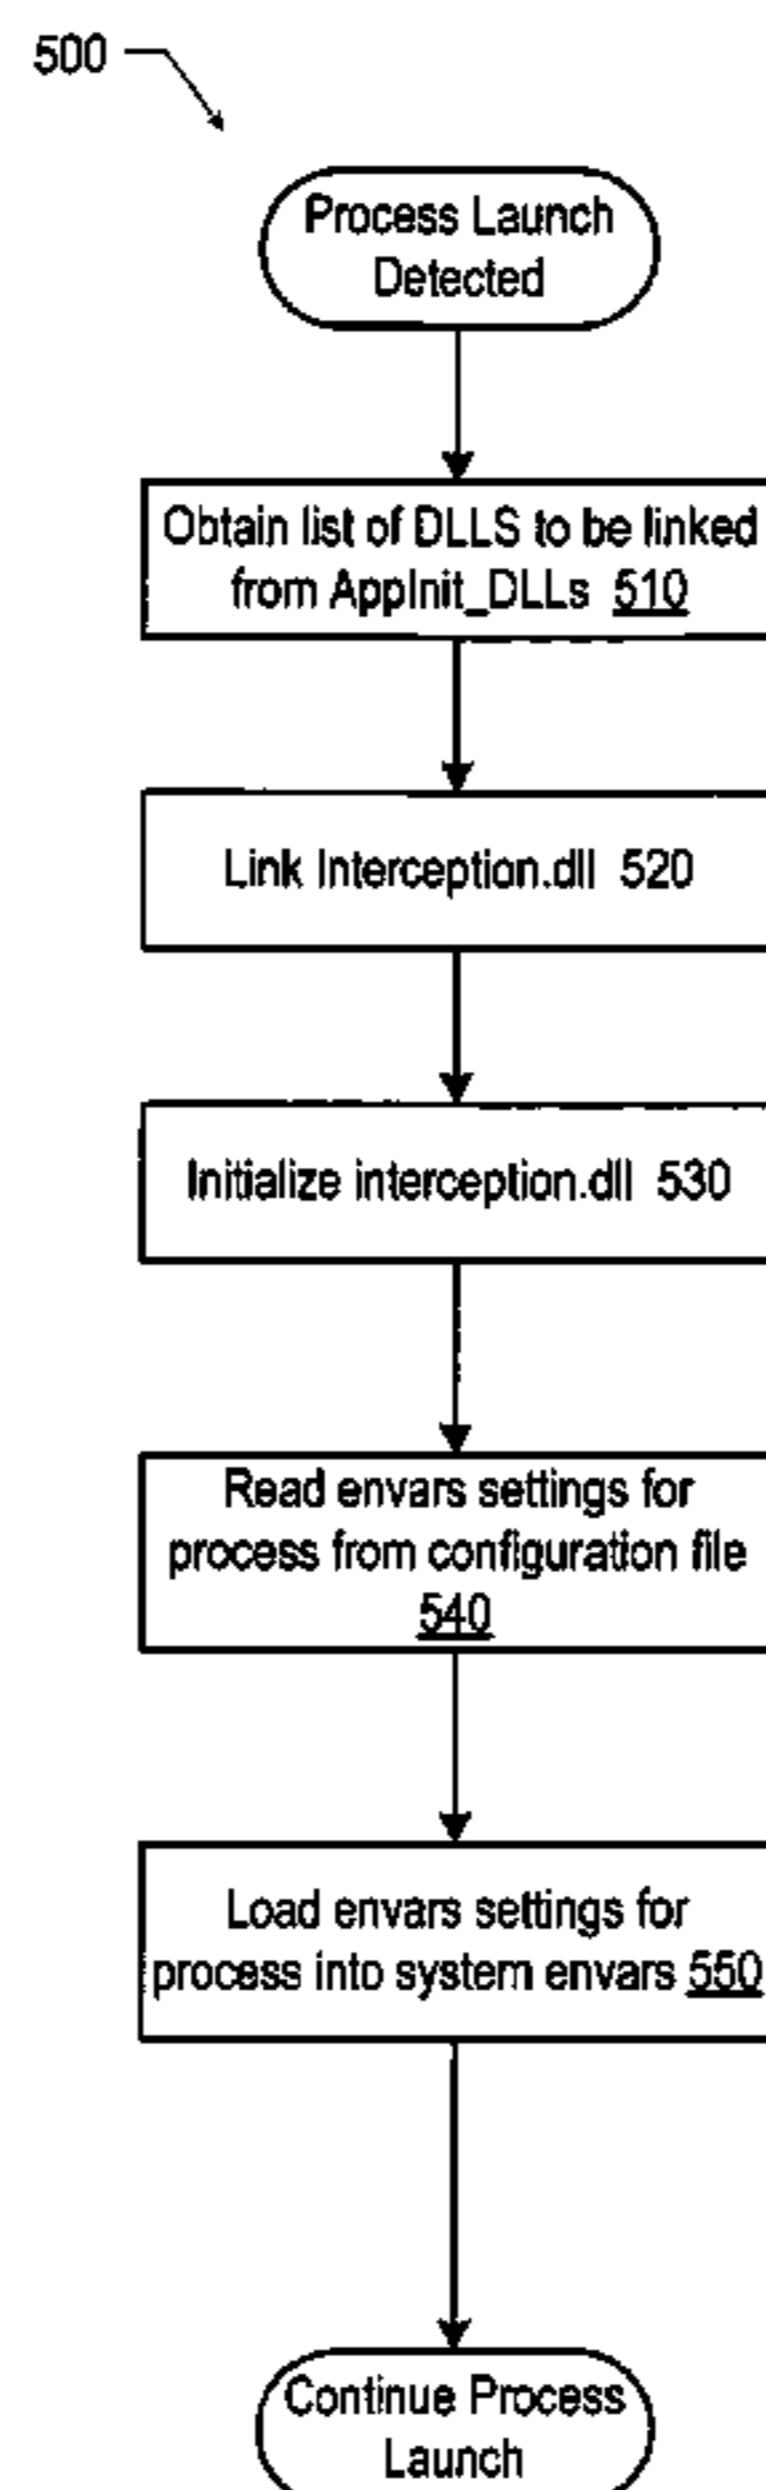 500
Process Launch
Detected
Obtain list of DLLS to be linked
from AppInit_DLLs 510
Link Interception.dll 520
Initialize interception.dll 530
Read envars settings for
process from configuration file
540
Load envars settings for
process into system envars 550
Continue Process
Launch